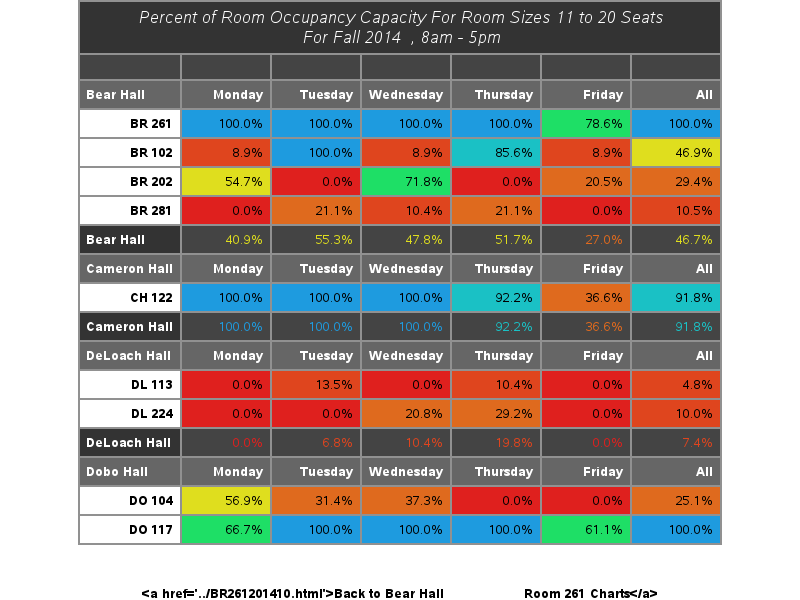 Percent of Room Occupancy Capacity For Room Sizes 11 to 20 Seats
For Fall 2014 , 8am - 5pm
Bear Hall Monday Tuesday Wednesday Thursday Friday All
BR 261 100.0% 100.0% 100.0% 100.0% 78.6% 100.0%
BR 102 8.9% 100.0% 8.9% 85.6% 8.9% 46.9%
BR 202 54.7% 0.0% 71.8% 0.0% 20.5% 29.4%
BR 281 0.0% 21.1% 10.4% 21.1% 0.0% 10.5%
Bear Hall 40.9% 55.3% 47.8% 51.7% 27.0% 46.7%
Cameron Hall Monday Tuesday Wednesday Thursday Friday All
CH 122 100.0% 100.0% 100.0% 92.2% 36.6% 91.8%
Cameron Hall 100.0% 100.0% 100.0% 92.2% 36.6% 91.8%
DeLoach Hall Monday Tuesday Wednesday Thursday Friday All
DL 113 0.0% 13.5% 0.0% 10.4% 0.0% 4.8%
DL 224 0.0% 0.0% 20.8% 29.2% 0.0% 10.0%
DeLoach Hall 0.0% 6.8% 10.4% 19.8% 0.0% 7.4%
Dobo Hall Monday Tuesday Wednesday Thursday Friday All
DO 104 56.9% 31.4% 37.3% 0.0% 0.0% 25.1%
DO 117 66.7% 100.0% 100.0% 100.0% 61.1% 100.0%
<a href='../BR261201410.html'>Back to Bear Hall Room 261 Charts</a>